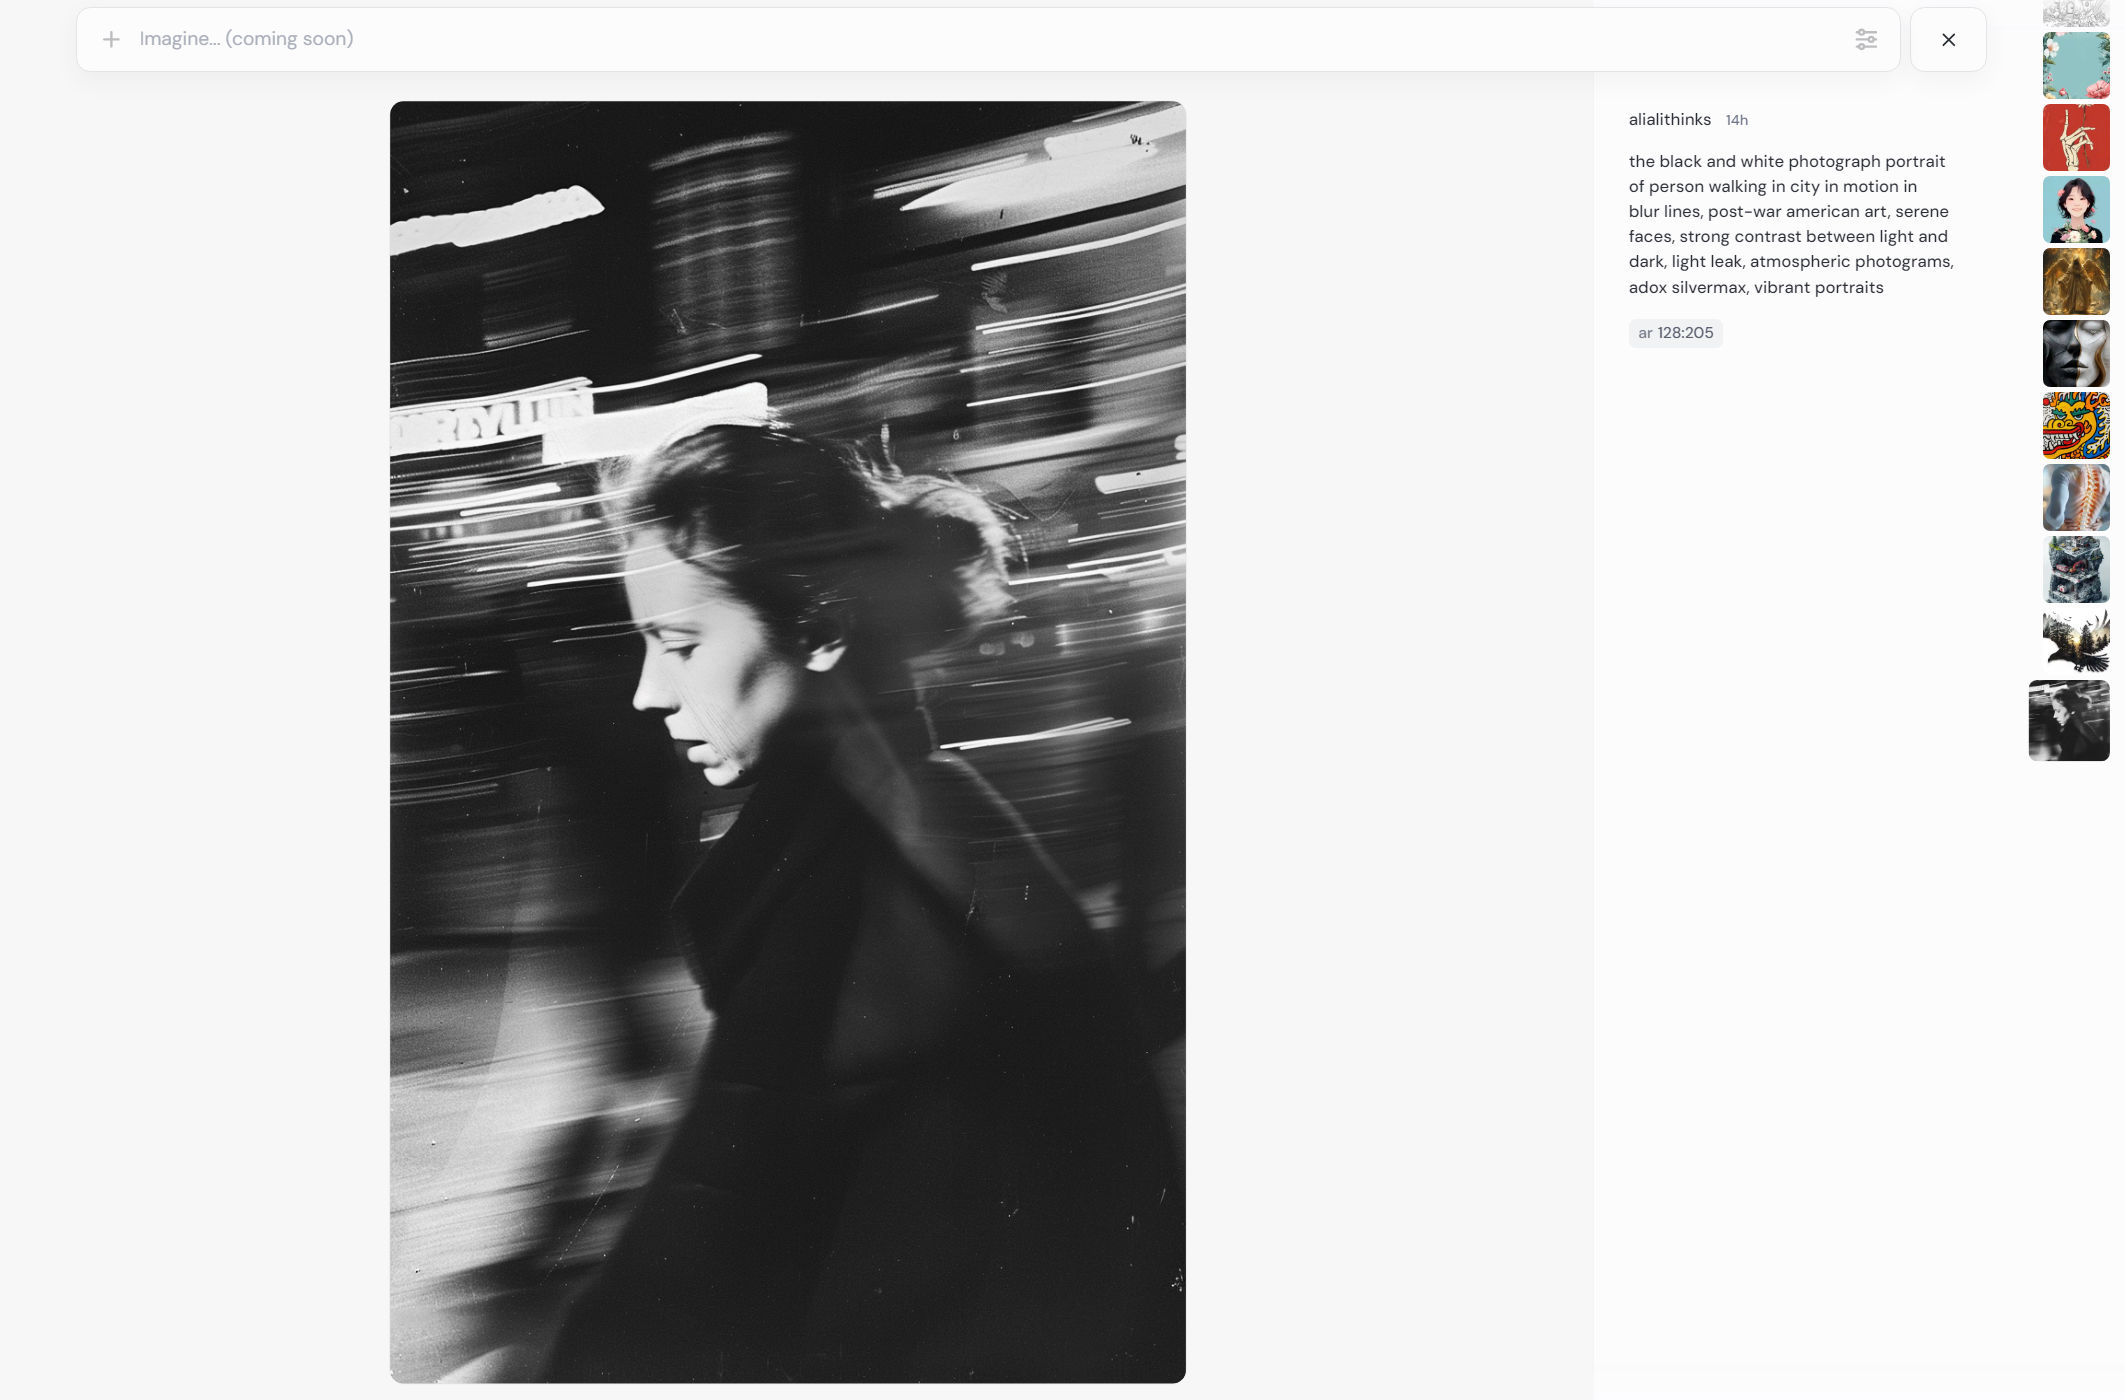 Imagine... (coming soon)
alialithinks 14h
the black and white photograph portrait
of person walking in city in motion in
blur lines, post-war american art, serene
faces, strong contrast between light and
dark, light leak, atmospheric photograms,
adox silvermax, vibrant portraits
ar 128:205